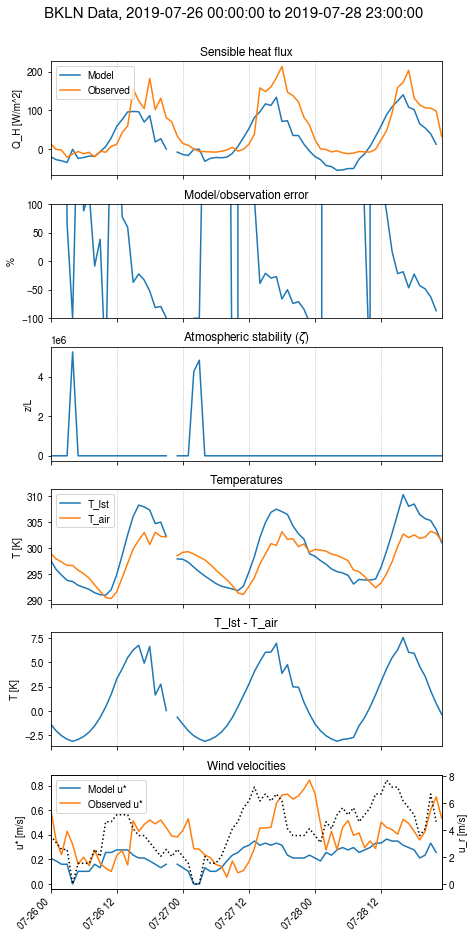 BKLN Data, 2019-07-26 00:00:00 to 2019-07-28 23:00:00
Sensible heat flux
Q_H [W/m^2]
200
100
0
Model
Observed
Model/observation error
%
100
50
0
−50
−100
1e6
Atmospheric stability (ζ)
z/L
4
2
0
Temperatures
T [K]
310
305
300
295
290
T_lst
T_air
T_lst - T_air
T [K]
7.5
5.0
2.5
0.0
−2.5
Wind velocities
u* [m/s]
0.8
0.6
0.4
0.2
0.0
Model u*
Observed u*
8
6
4
2
0
u_r [m/s]
07-26 00
07-26 12
07-27 00
07-27 12
07-28 00
07-28 12